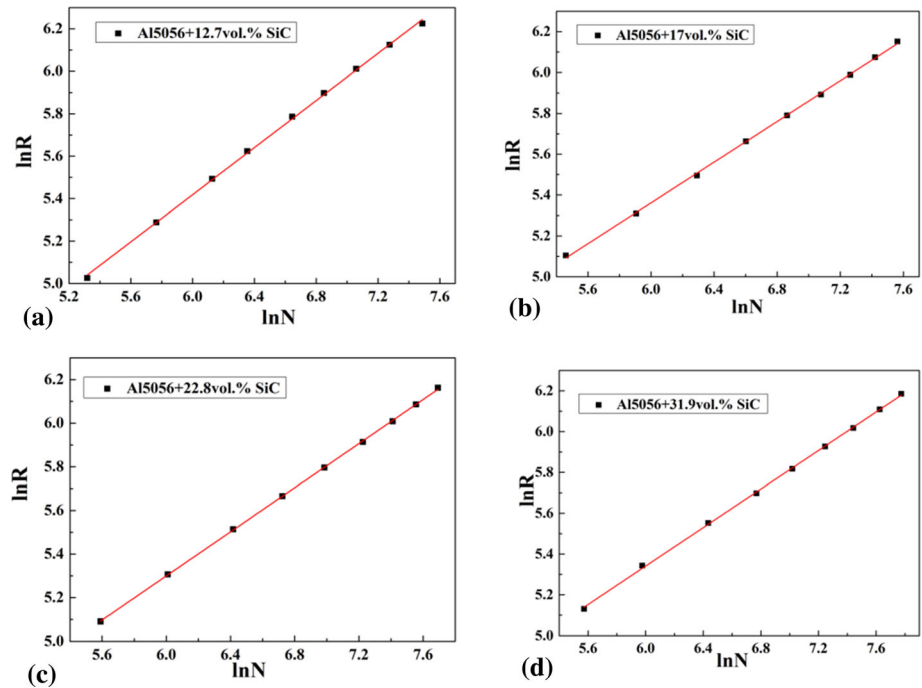 Al5056+12.7vol.% SiC
6.2
6.0
5.8
5.6
5.4
5.2
5.0
lnR
5.2 5.6 6.0 6.4 6.8 7.2 7.6
lnN
(a)
Al5056+17vol.% SiC
6.2
6.0
5.8
5.6
5.4
5.2
5.0
lnR
5.6 6.0 6.4 6.8 7.2 7.6
lnN
(b)
Al5056+22.8vol.% SiC
6.2
6.0
5.8
5.6
5.4
5.2
5.0
lnR
5.6 6.0 6.4 6.8 7.2 7.6
lnN
(c)
Al5056+31.9vol.% SiC
6.2
6.0
5.8
5.6
5.4
5.2
5.0
lnR
5.6 6.0 6.4 6.8 7.2 7.6
lnN
(d)